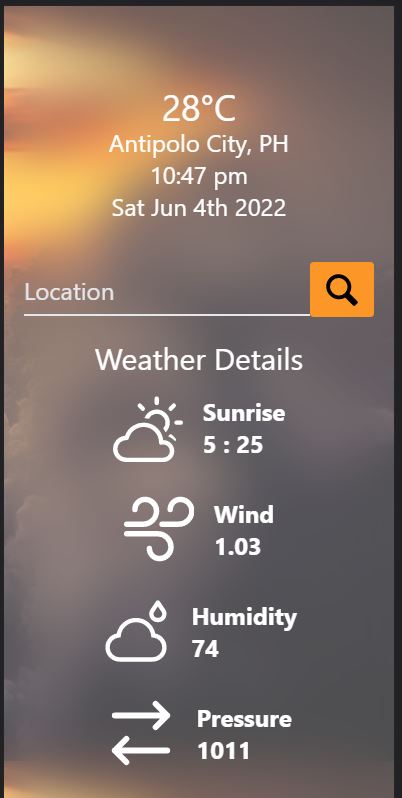 28°C
Antipolo City, PH
10:47 pm
Sat Jun 4th 2022
Location
Weather Details
Sunrise
5 : 25
Wind
1.03
Humidity
74
Pressure
1011